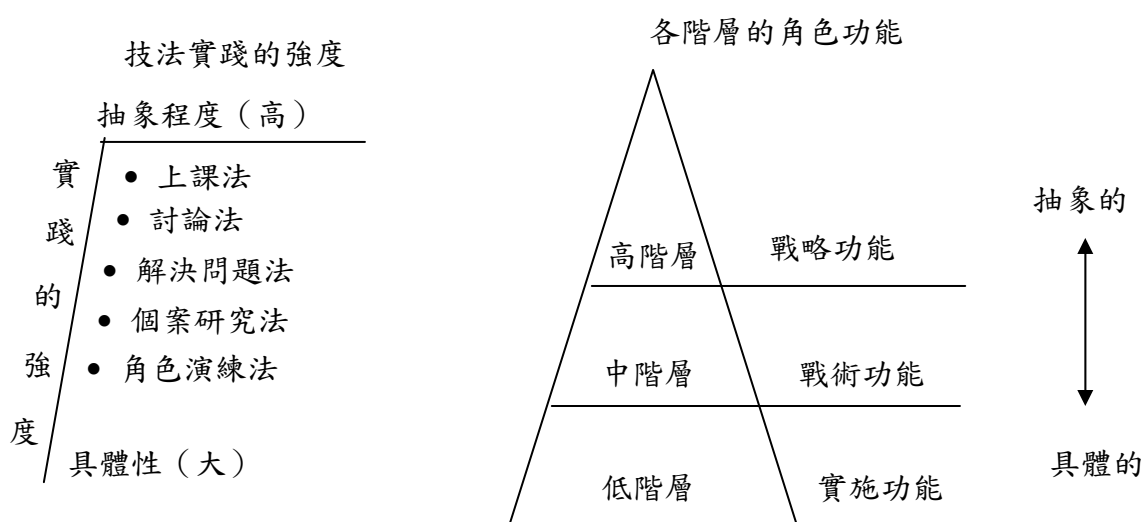 技法實踐的強度
抽象程度（高）
實踐的強度
• 上課法
• 討論法
• 解決問題法
• 個案研究法
• 角色演練法
具體性（大）
各階層的角色功能
高階層 戰略功能
中階層 戰術功能
低階層 實施功能
抽象的
具體的